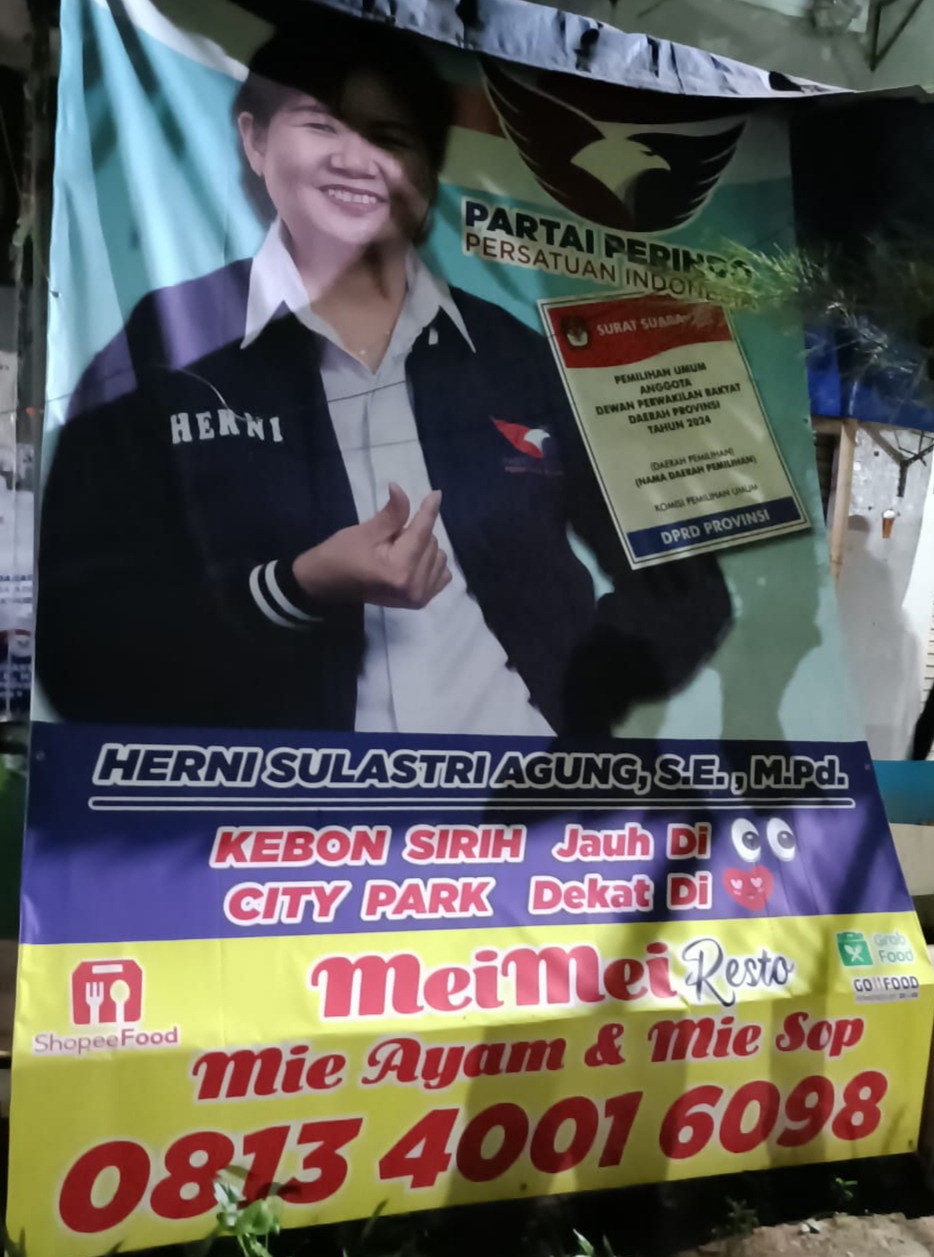 PARTAI PERINDO
PERSATUAN INDONESIA
SURAT SUARA
PEMILIHAN UMUM
ANGGOTA
DEWAN PERWAKILAN RAKYAT
DAERAH PROVINSI
TAHUN 2024
(DAERAH PEMILIHAN)
(NAMA DAERAH PEMILIHAN)
KOMISI PEMILIHAN UMUM
DPRD PROVINSI
HERNI
HERNI SULASTRI AGUNG, S.E. , M.Pd.
KEBON SIRIH Jauh Di
CITY PARK Dekat Di
MeiMei Resto
Grab
Food
GOFOOD
ShopeeFood
Mie Ayam & Mie Sop
0813 4001 6098